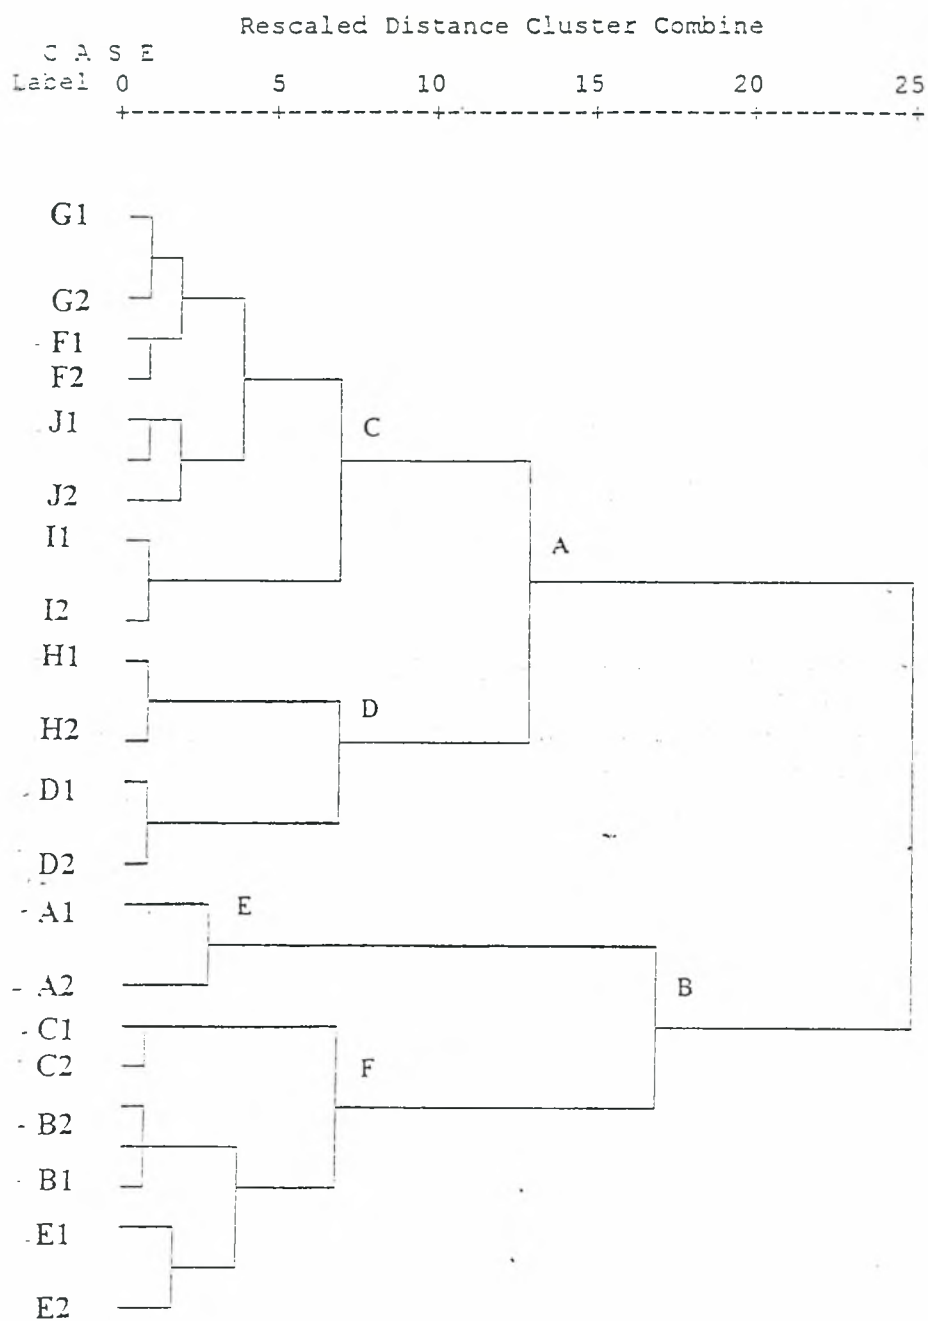 Rescaled Distance Cluster Combine
C A S E
Label 0 5 10 15 20 25
G1
G2
F1
F2
J1
C
J2
I1
A
I2
H1
D
H2
D1
D2
A1
E
A2
B
C1
C2
F
B2
B1
E1
E2